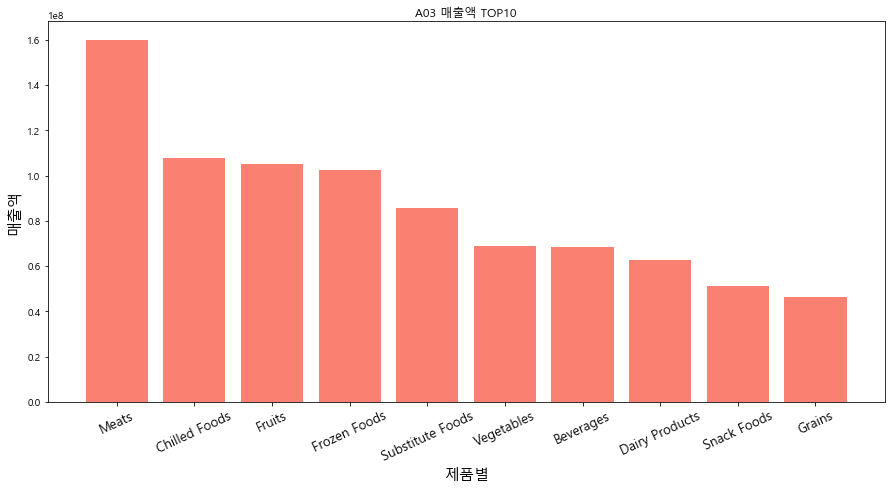 A03 매출액 TOP10
1e8
1.6
1.4
1.2
1.0
0.8
0.6
0.4
0.2
0.0
매출액
Meats
Chilled Foods
Fruits
Frozen Foods
Substitute Foods
Vegetables
Beverages
Dairy Products
Snack Foods
Grains
제품별